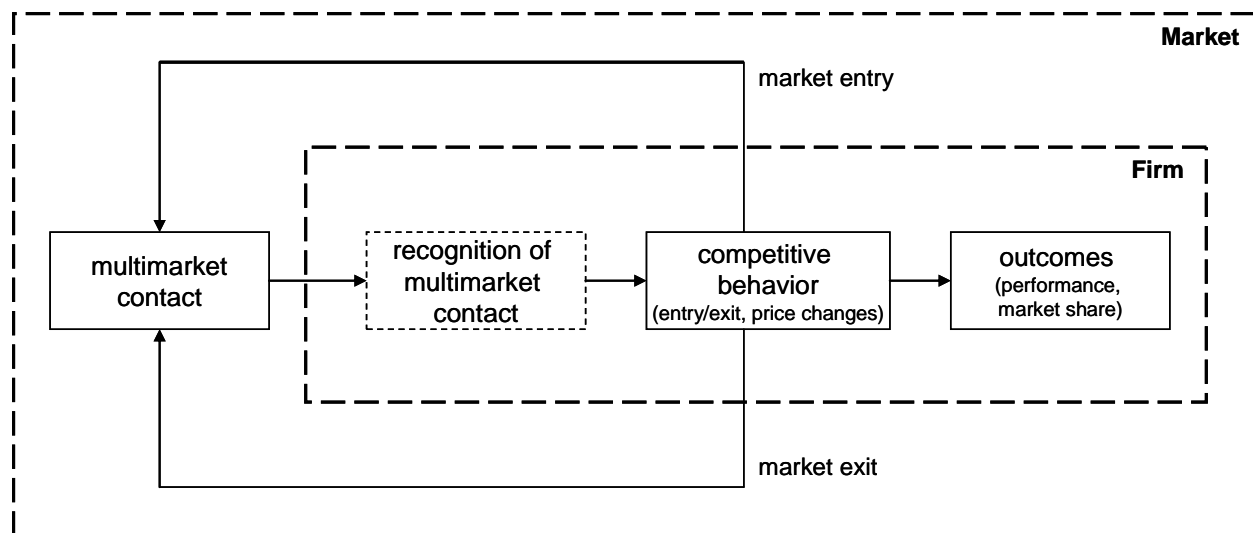 Market
market entry
Firm
multimarket
contact
recognition of
multimarket
contact
competitive
behavior
(entry/exit, price changes)
outcomes
(performance,
market share)
market exit